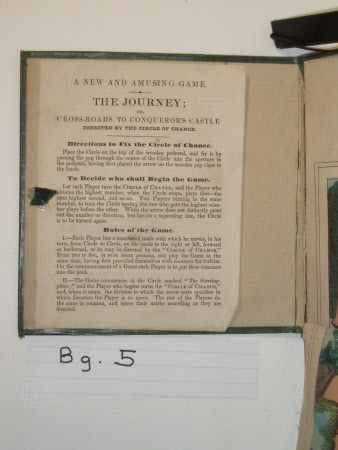 A NEW AND AMUSING GAME.
THE JOURNEY;
OR,
CROSS-ROADS TO CONQUEROR'S CASTLE
DIRECTED BY THE CIRCLE OF CHANCE.
Directions to Fix the Circle of Chance.
Place the Circle on the top of the wooden pedestal, and fix it by
passing the peg through the centre of the Circle into the aperture in
the pedestal, having first placed the arrow on the wooden peg close to
the knob.
To Decide who shall Begin the Game.
Let each Player turn the CIRCLE OF CHANCE, and the Player who
obtains the highest number, when the Circle stops, plays first—the
next highest second, and so on. Two Players turning to the same
number, to turn the Circle again; the one who gets the highest num-
ber plays before the other. When the arrow does not distinctly point
out the number or direction, but lies on a separating line, the Circle
is to be turned again.
Rules of the Game.
I.—Each Player has a numbered mark with which he moves, in his
turn, from Circle to Circle, on the roads to the right or left, forward
or backward, as he may be directed by the "CIRCLE OF CHANCE."
From two to five, or even more persons, can play the Game at the
same time, having first provided themselves with counters for
On the commencement of a Game each Player is to put counters
into the pool.
II.—The Game commences at the Circle marked "The Starting-
place;" and the Player who begins turns the "CIRCLE OF CHANCE,"
and, when it stops, the division in which the arrow rests specifies in
which direction the Player is to move. The rest of the Players do
the same in rotation, and move their marks according as they are
directed.
Bg. 5